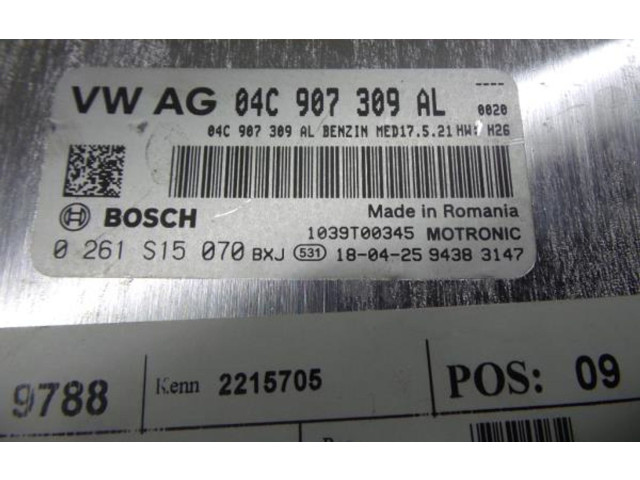 ----
VW AG 04C 907 309 AL 0020
04C 907 309 AL BENZIN MED17.5.21 HW: H26
BOSCH
Made in Romania
1039T00345 MOTRONIC
0 261 S15 070 BXJ 531 18-04-25 9438 3147
9788
Kenn 2215705
POS: 09